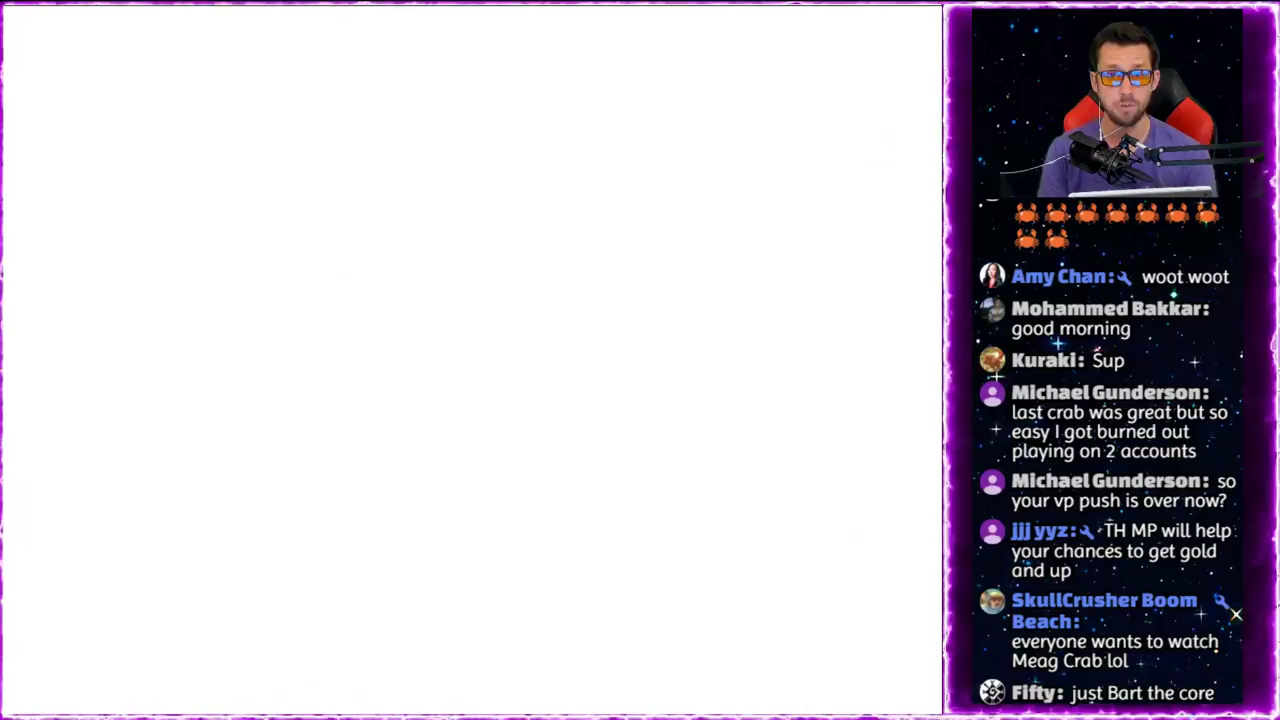 Amy Chan: woot woot
Mohammed Bakkar:
good morning
Kuraki: Sup
Michael Gunderson:
last crab was great but so
easy I got burned out
playing on 2 accounts
Michael Gunderson: so
your vp push is over now?
jjj yyz: TH MP will help
your chances to get gold
and up
SkullCrusher Boom
Beach:
everyone wants to watch
Meag Crab lol
Fifty: just Bart the core